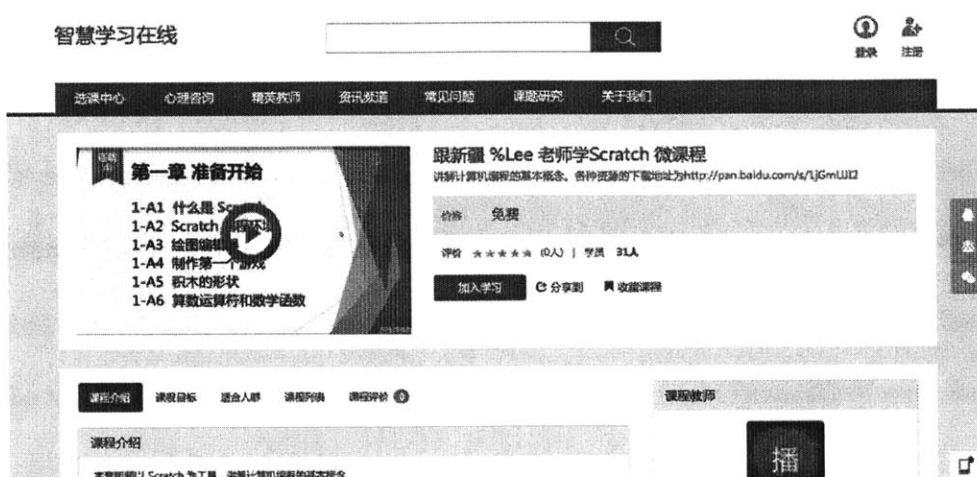 智慧学习在线
登录 注册
选课中心 心理咨询 精英教师 资讯频道 常见问题 课题研究 关于我们
第一章 准备开始
1-A1 什么是
1-A2 Scratch
1-A3 绘图编辑
1-A4 制作第一个游戏
1-A5 积木的形状
1-A6 算数运算符和数学函数
跟新疆 %Lee 老师学Scratch 微课程
讲解计算机编程的基本概念、各种资源的下载地址为http://pan.baidu.com/s/1jGmUJI2
价格 免费
评价 ★★★★★ (0人) | 学员 31人
加入学习 分享到 收藏课程
课程介绍 课程目标 适合人群 课程列表 课程评价 0
课程教师
课程介绍
播